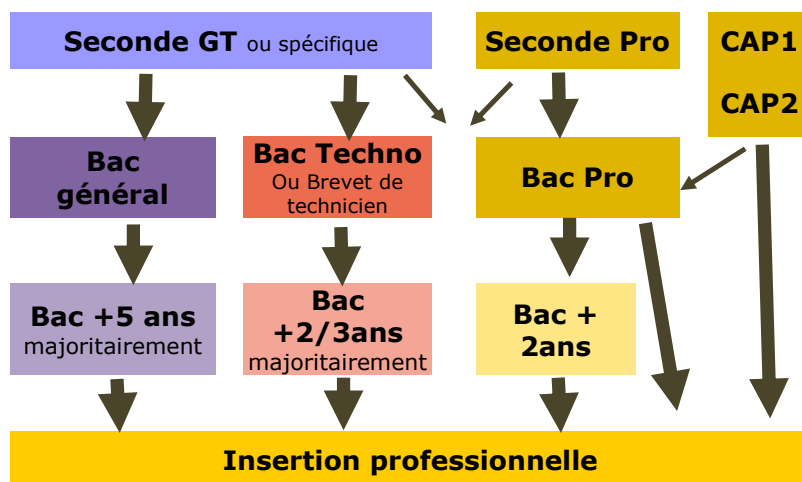 Seconde GT ou spécifique
Seconde Pro
CAP1
CAP2
Bac
général
Bac Techno
Ou Brevet de
technicien
Bac Pro
Bac +5 ans
majoritairement
Bac
+2/3ans
majoritairement
Bac +
2ans
Insertion professionnelle